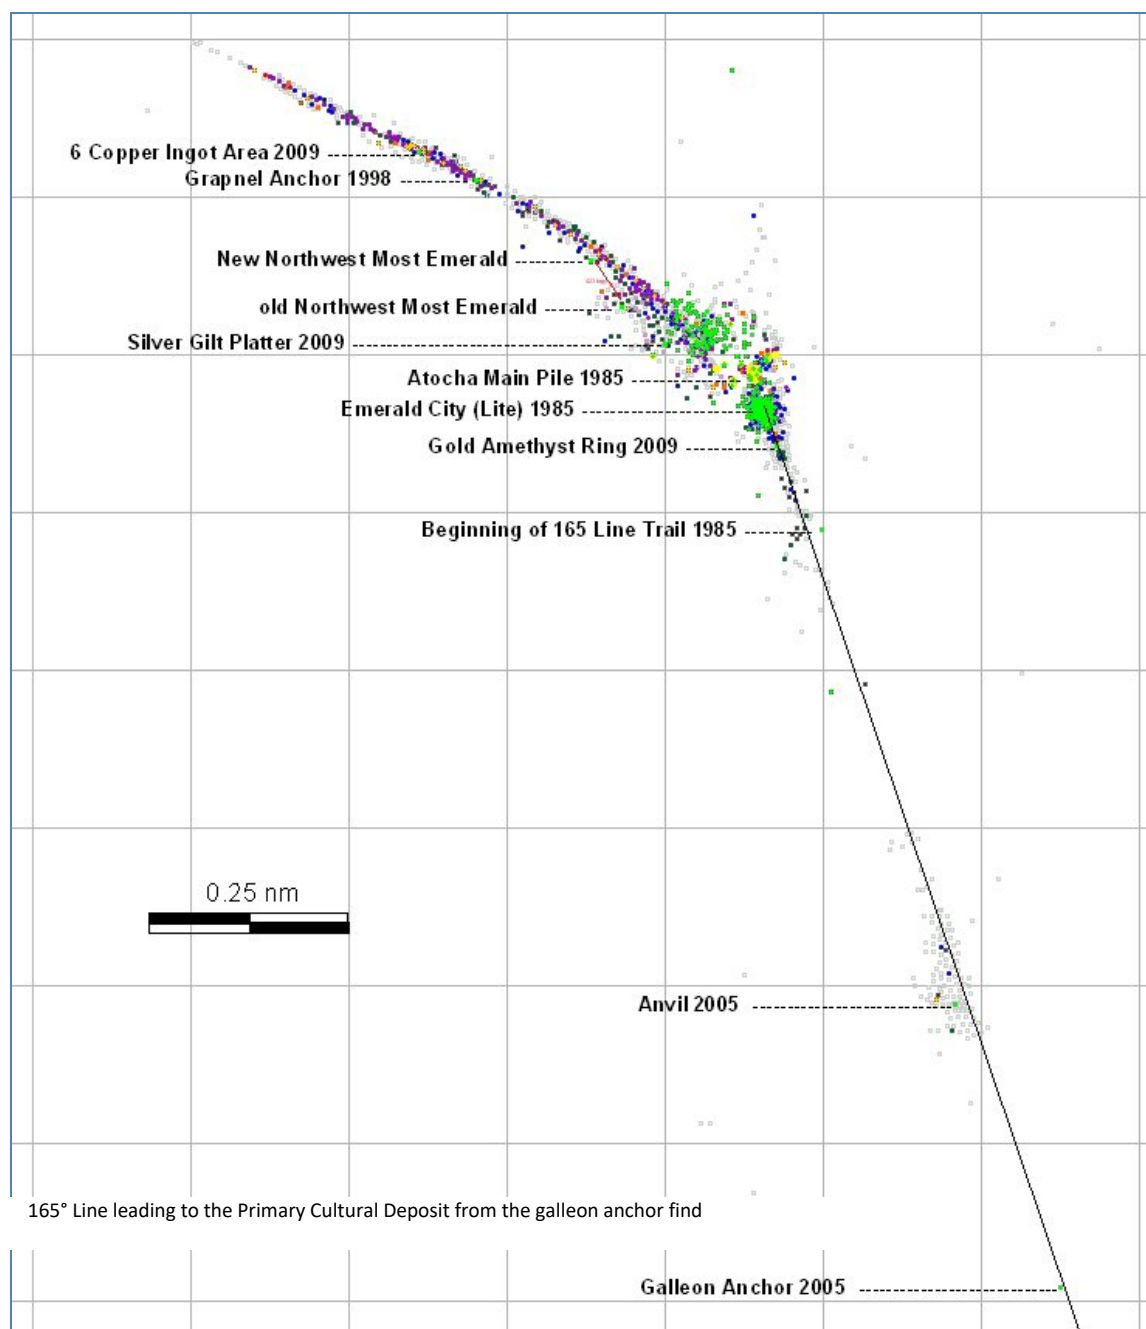 6 Copper Ingot Area 2009
Grapnel Anchor 1998
New Northwest Most Emerald
old Northwest Most Emerald
Silver Gilt Platter 2009
Atocha Main Pile 1985
Emerald City (Lite) 1985
Gold Amethyst Ring 2009
Beginning of 165 Line Trail 1985
0.25 nm
Anvil 2005
165° Line leading to the Primary Cultural Deposit from the galleon anchor find
Galleon Anchor 2005